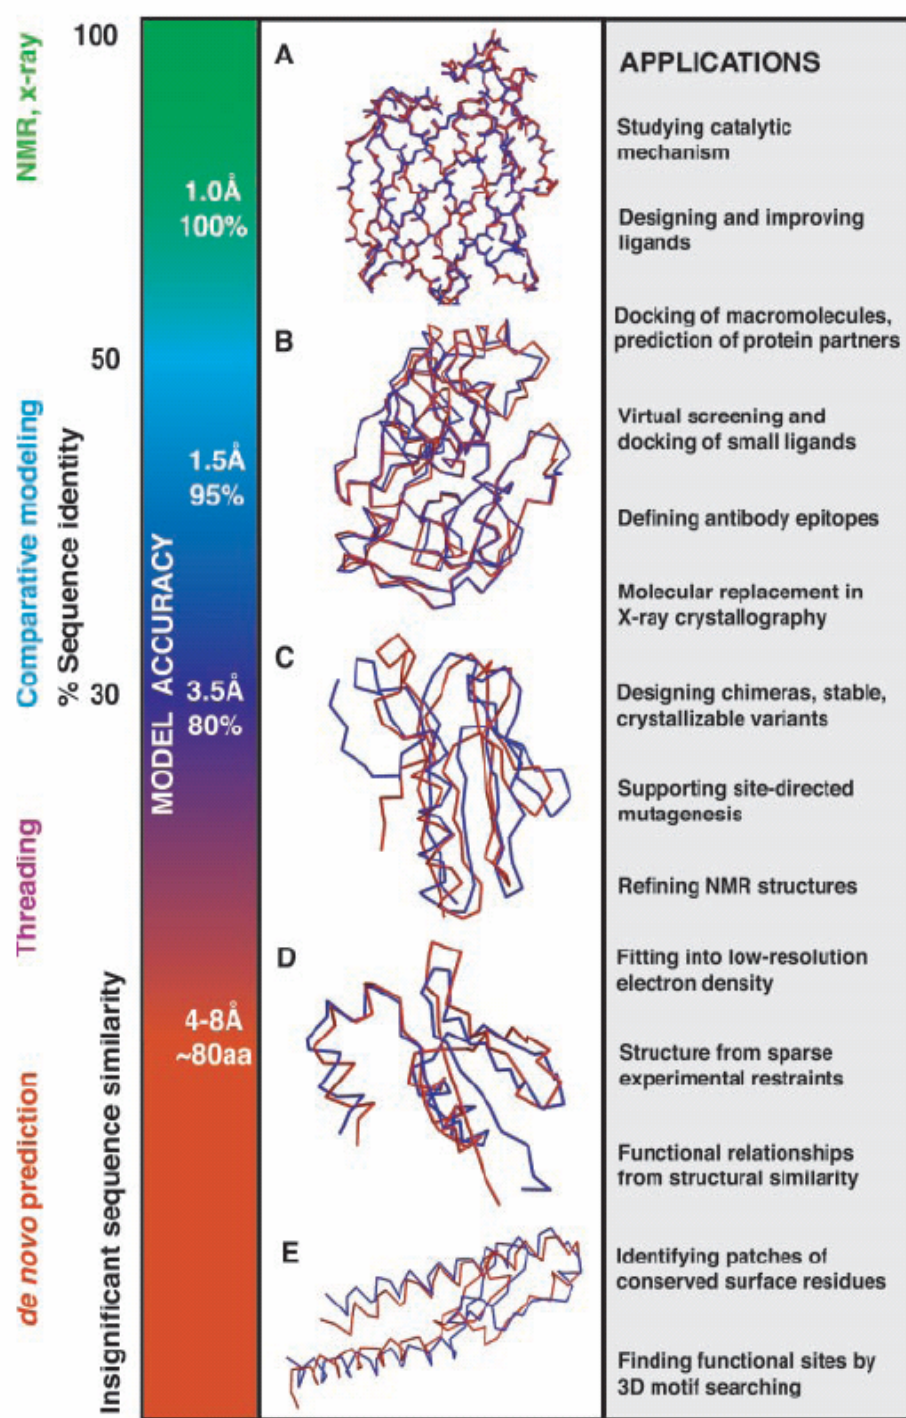 NMR, x-ray
Comparative modeling
Threading
de novo prediction
100
50
% Sequence identity
30
Insignificant sequence similarity
1.0Å
100%
1.5Å
95%
MODEL ACCURACY
3.5Å
80%
4-8Å
~80aa
A
B
C
D
E
APPLICATIONS
Studying catalytic
mechanism
Designing and improving
ligands
Docking of macromolecules,
prediction of protein partners
Virtual screening and
docking of small ligands
Defining antibody epitopes
Molecular replacement in
X-ray crystallography
Designing chimeras, stable,
crystallizable variants
Supporting site-directed
mutagenesis
Refining NMR structures
Fitting into low-resolution
electron density
Structure from sparse
experimental restraints
Functional relationships
from structural similarity
Identifying patches of
conserved surface residues
Finding functional sites by
3D motif searching